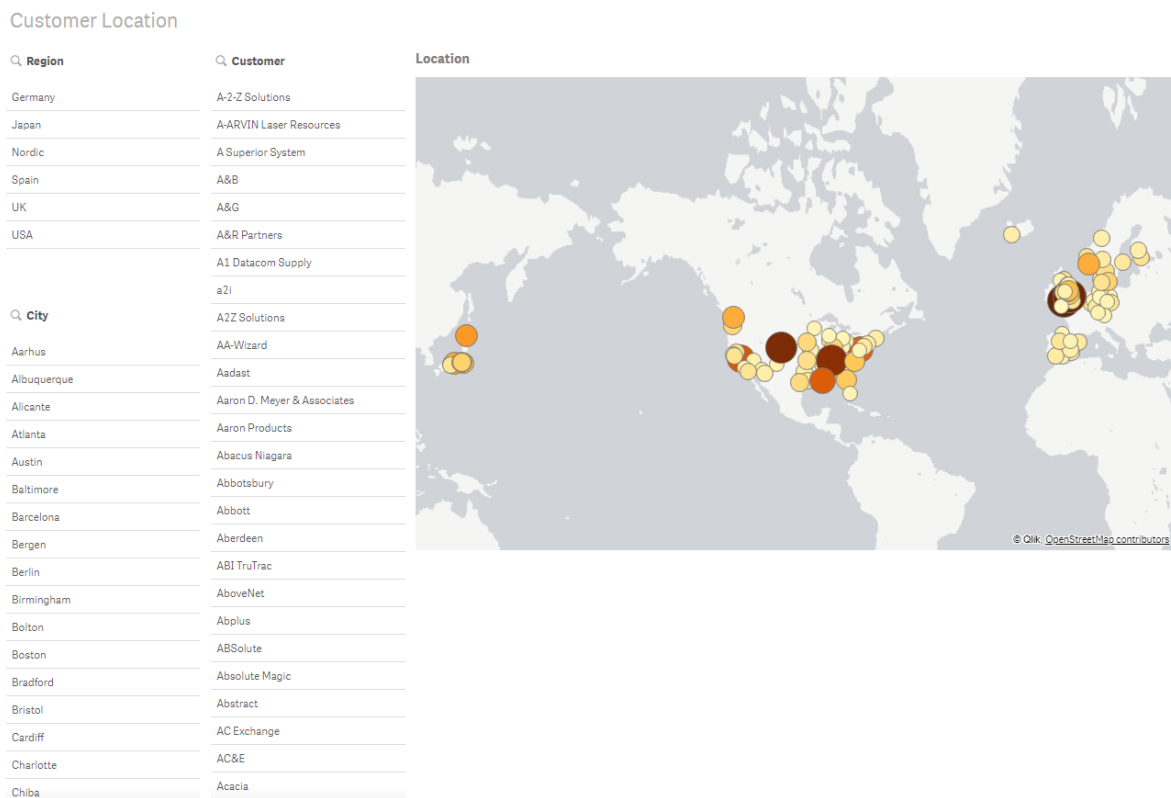 Customer Location
Region
Germany
Japan
Nordic
Spain
UK
USA
City
Aarhus
Albuquerque
Alicante
Atlanta
Austin
Baltimore
Barcelona
Bergen
Berlin
Birmingham
Bolton
Boston
Bradford
Bristol
Cardiff
Charlotte
Chiba
Customer
A-2-Z Solutions
A-ARVIN Laser Resources
A Superior System
A&B
A&G
A&R Partners
A1 Datacom Supply
a2i
A2Z Solutions
AA-Wizard
Aadast
Aaron D. Meyer & Associates
Aaron Products
Abacus Niagara
Abbotsbury
Abbott
Aberdeen
ABI TruTrac
AboveNet
Abplus
ABSolute
Absolute Magic
Abstract
AC Exchange
AC&E
Acacia
Location
© Qlik, OpenStreetMap contributors